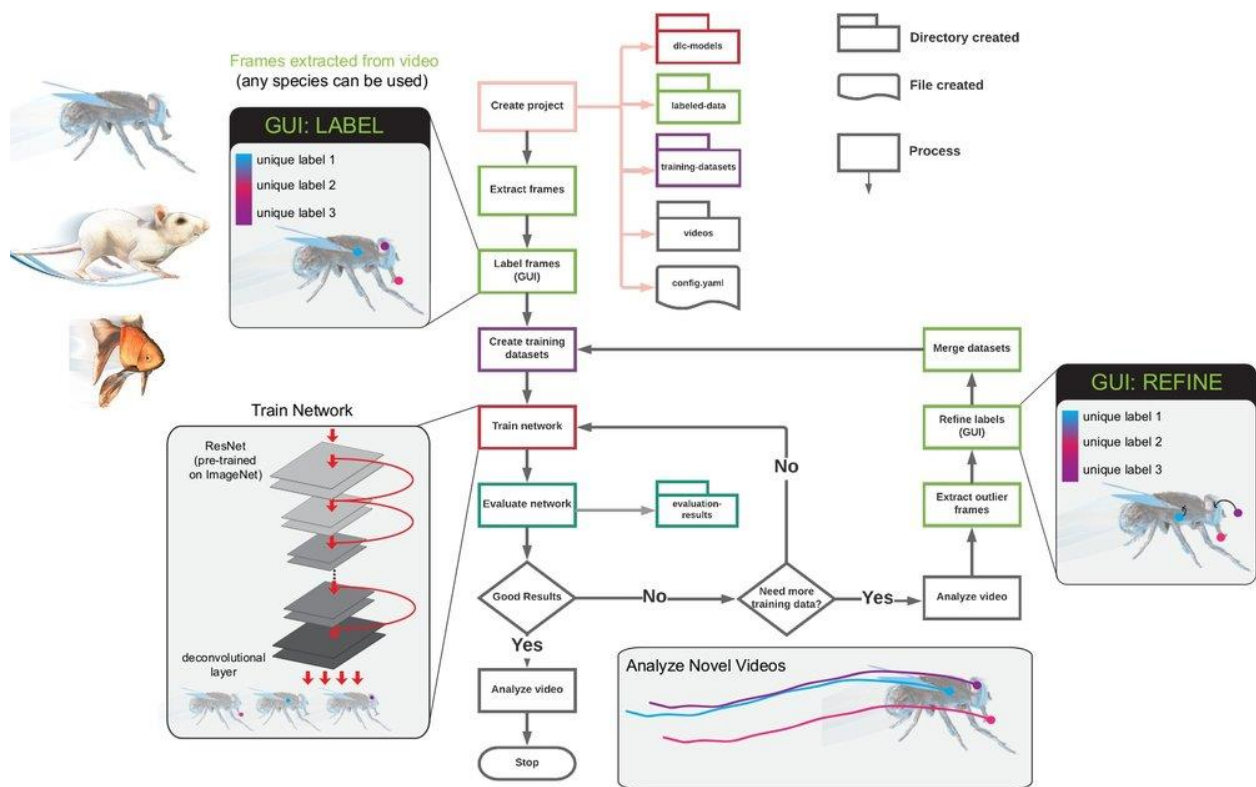 Frames extracted from video
(any species can be used)
GUI: LABEL
unique label 1
unique label 2
unique label 3
Create project
Extract frames
Label frames
(GUI)
Create training
datasets
Train network
Evaluate network
Good Results
Yes
Analyze video
Stop
dlc-models
labeled-data
training-datasets
videos
config.yaml
evaluation-
results
Directory created
File created
Process
No
Need more
training data?
No
Yes
Analyze video
Extract outlier
frames
Refine labels
(GUI)
Merge datasets
GUI: REFINE
unique label 1
unique label 2
unique label 3
Train Network
ResNet
(pre-trained
on ImageNet)
deconvolutional
layer
Analyze Novel Videos